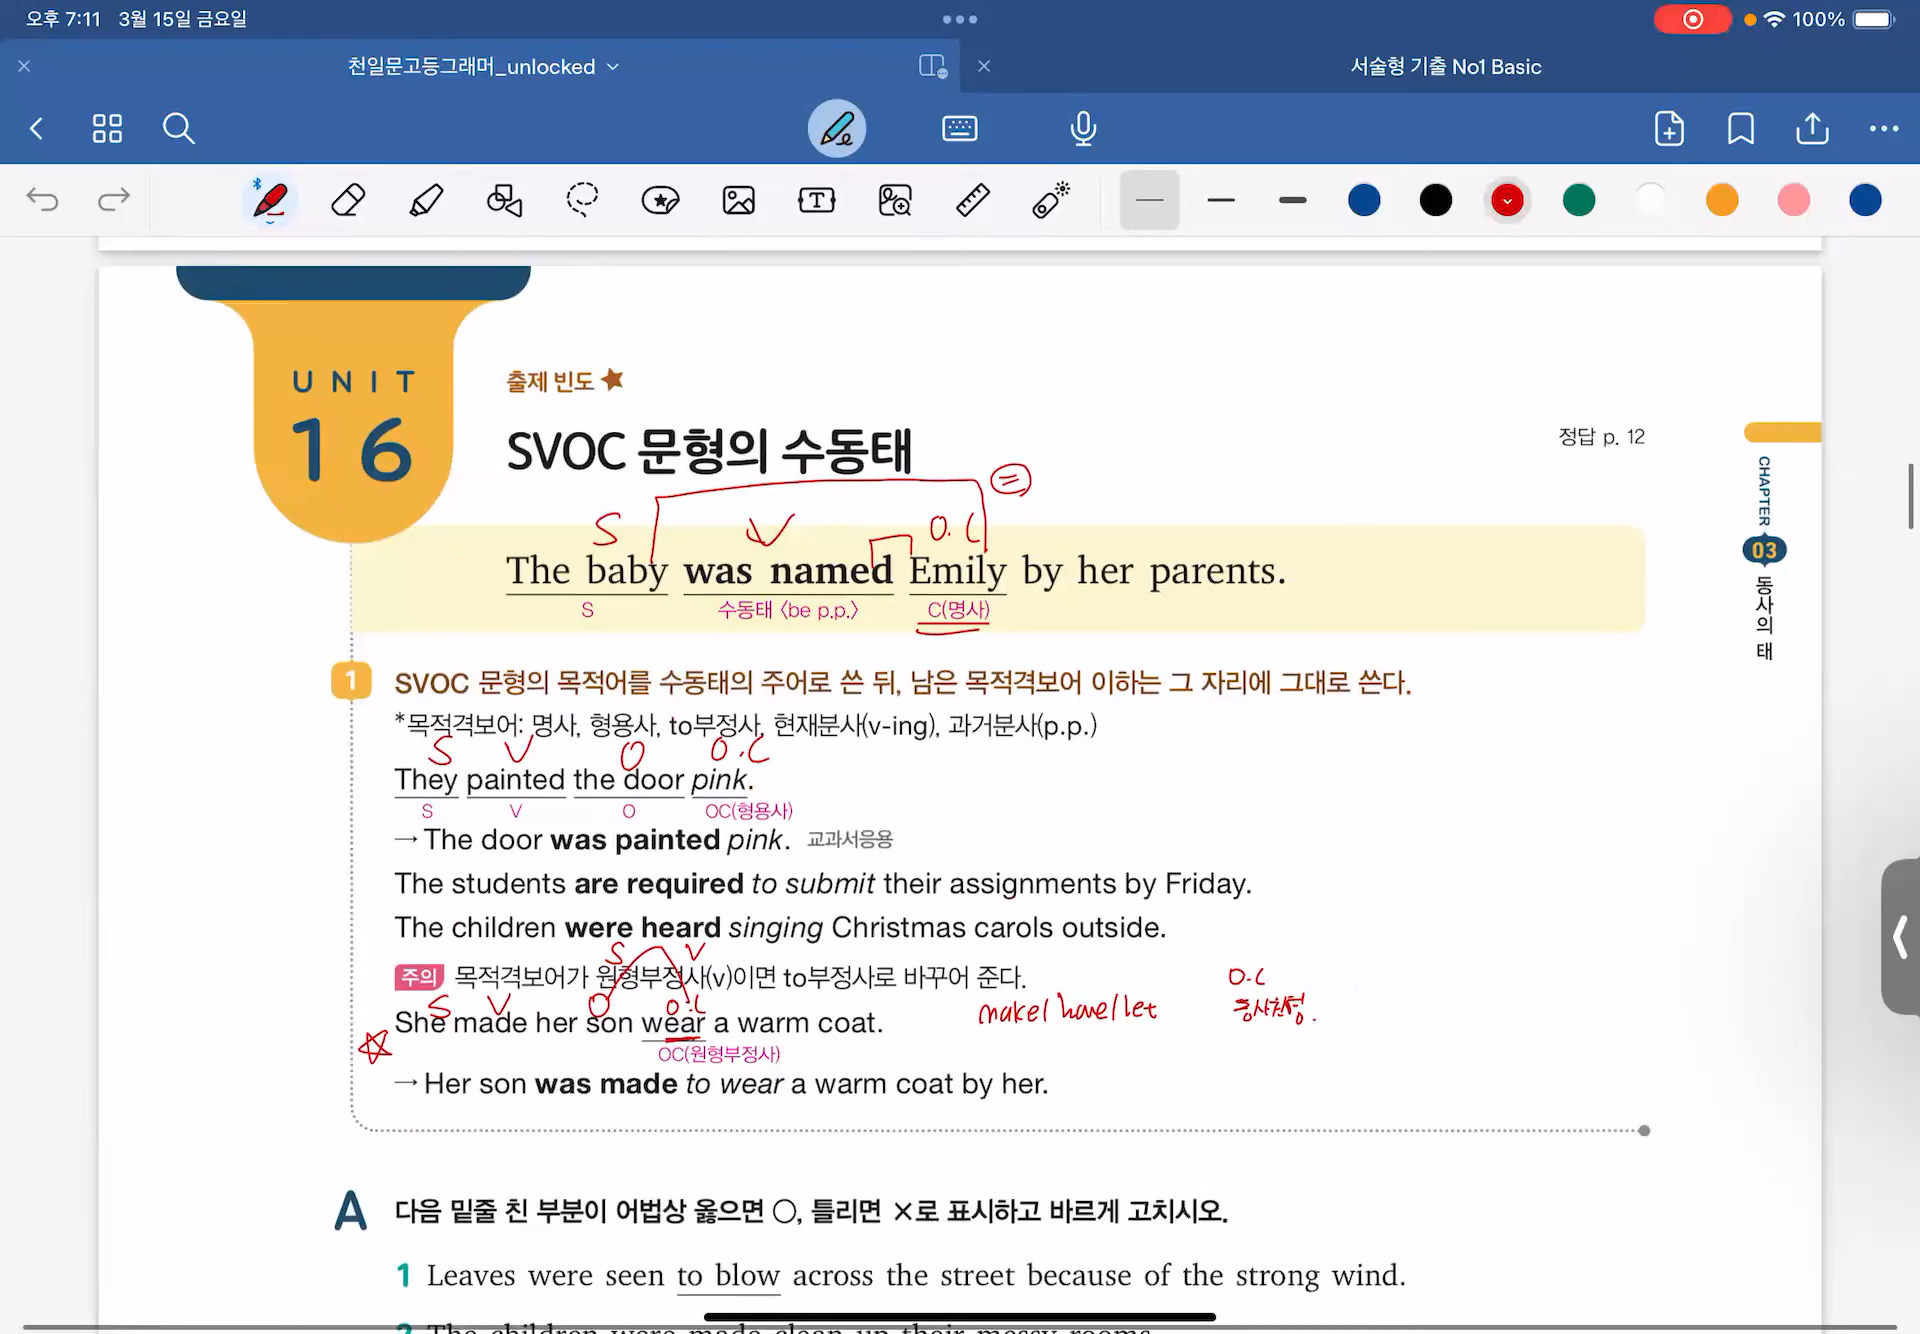 오후 7:11 3월 15일 금요일
100%
천일문고등그래머_unlocked
서술형 기출 No1 Basic
UNIT
16
출제 빈도
SVOC 문형의 수동태
정답 p. 12
CHAPTER
03
동사의 태
=
S V O.C
The baby was named Emily by her parents.
S 수동태 〈be p.p.〉 C(명사)
1 SVOC 문형의 목적어를 수동태의 주어로 쓴 뒤, 남은 목적격보어 이하는 그 자리에 그대로 쓴다.
*목적격보어: 명사, 형용사, to부정사, 현재분사(v-ing), 과거분사(p.p.)
S V O O.C
They painted the door pink.
S V O OC(형용사)
→ The door was painted pink. 교과서응용
The students are required to submit their assignments by Friday.
The children were heard singing Christmas carols outside.
S V
주의 목적격보어가 원형부정사(v)이면 to부정사로 바꾸어 준다.
O.C
S V O O.C
She made her son wear a warm coat.
make/have/let
OC(원형부정사)
→ Her son was made to wear a warm coat by her.
A 다음 밑줄 친 부분이 어법상 옳으면 ○, 틀리면 ×로 표시하고 바르게 고치시오.
1 Leaves were seen to blow across the street because of the strong wind.
2 The children were made clean up their messy rooms